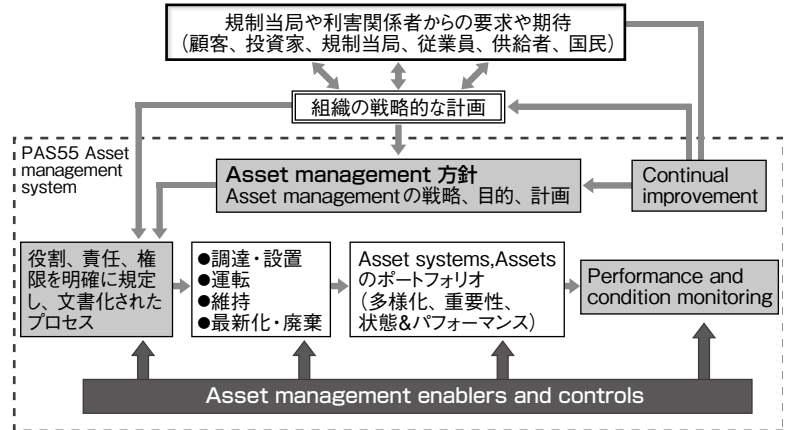 規制当局や利害関係者からの要求や期待
（顧客、投資家、規制当局、従業員、供給者、国民）
組織の戦略的な計画
PAS55 Asset
management
system
Asset management 方針
Asset managementの戦略、目的、計画
Continual
improvement
役割、責任、権
限を明確に規定
し、文書化された
プロセス
●調達・設置
●運転
●維持
●最新化・廃棄
Asset systems,Assets
のポートフォリオ
（多様化、重要性、
状態&パフォーマンス）
Performance and
condition monitoring
Asset management enablers and controls